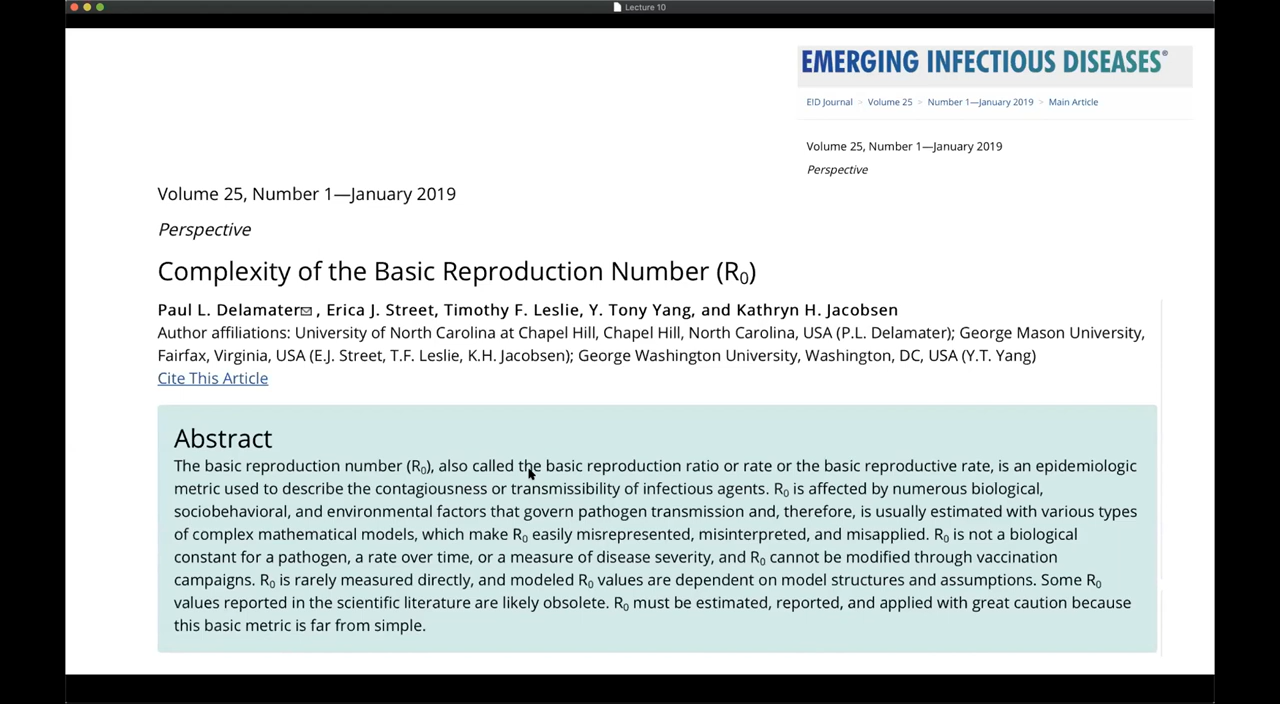 Lecture 10
EMERGING INFECTIOUS DISEASES®
EID Journal > Volume 25 > Number 1—January 2019 > Main Article
Volume 25, Number 1—January 2019
Perspective
Volume 25, Number 1—January 2019
Perspective
Complexity of the Basic Reproduction Number (R₀)
Paul L. Delamater✉, Erica J. Street, Timothy F. Leslie, Y. Tony Yang, and Kathryn H. Jacobsen
Author affiliations: University of North Carolina at Chapel Hill, Chapel Hill, North Carolina, USA (P.L. Delamater); George Mason University,
Fairfax, Virginia, USA (E.J. Street, T.F. Leslie, K.H. Jacobsen); George Washington University, Washington, DC, USA (Y.T. Yang)
Cite This Article
Abstract
The basic reproduction number (R₀), also called the basic reproduction ratio or rate or the basic reproductive rate, is an epidemiologic
metric used to describe the contagiousness or transmissibility of infectious agents. R₀ is affected by numerous biological,
sociobehavioral, and environmental factors that govern pathogen transmission and, therefore, is usually estimated with various types
of complex mathematical models, which make R₀ easily misrepresented, misinterpreted, and misapplied. R₀ is not a biological
constant for a pathogen, a rate over time, or a measure of disease severity, and R₀ cannot be modified through vaccination
campaigns. R₀ is rarely measured directly, and modeled R₀ values are dependent on model structures and assumptions. Some R₀
values reported in the scientific literature are likely obsolete. R₀ must be estimated, reported, and applied with great caution because
this basic metric is far from simple.